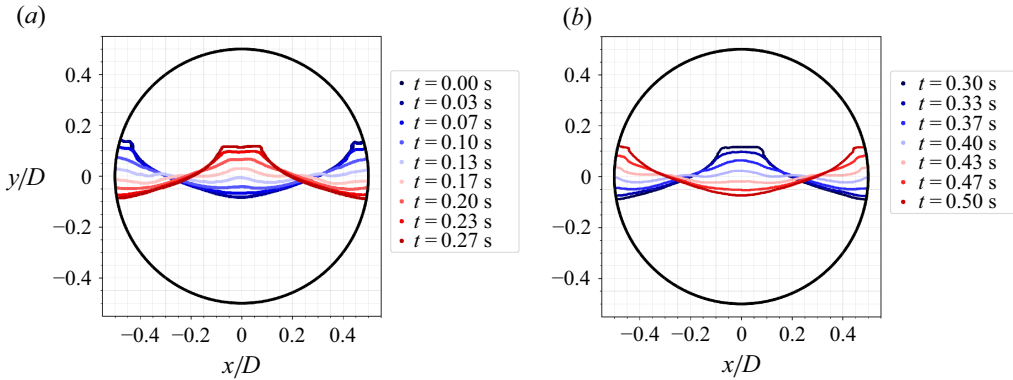 (a)
0.4
0.2
0
−0.2
−0.4
y/D
−0.4
−0.2
0
0.2
0.4
x/D
t = 0.00 s
t = 0.03 s
t = 0.07 s
t = 0.10 s
t = 0.13 s
t = 0.17 s
t = 0.20 s
t = 0.23 s
t = 0.27 s
(b)
0.4
0.2
0
−0.2
−0.4
−0.4
−0.2
0
0.2
0.4
x/D
t = 0.30 s
t = 0.33 s
t = 0.37 s
t = 0.40 s
t = 0.43 s
t = 0.47 s
t = 0.50 s